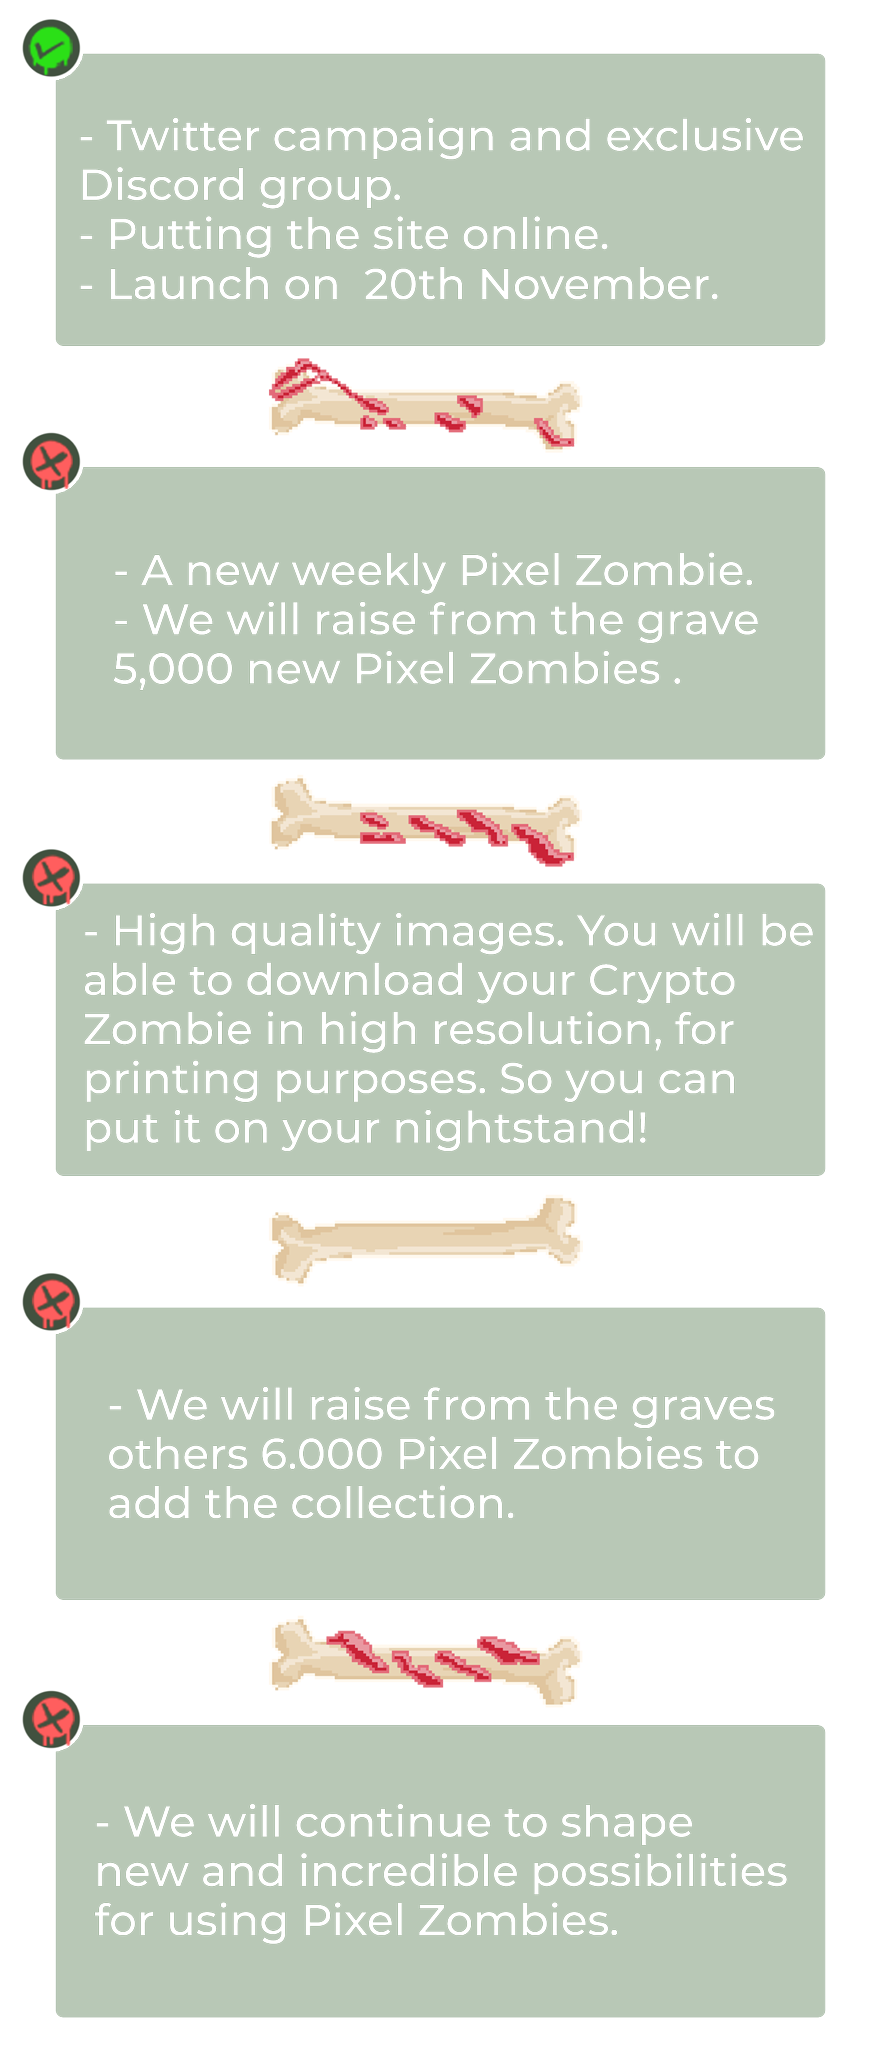 - Twitter campaign and exclusive
Discord group.
- Putting the site online.
- Launch on  20th November.
- A new weekly Pixel Zombie.
- We will raise from the grave
5,000 new Pixel Zombies .
- High quality images. You will be
able to download your Crypto
Zombie in high resolution, for
printing purposes. So you can
put it on your nightstand!
- We will raise from the graves
others 6.000 Pixel Zombies to
add the collection.
- We will continue to shape
new and incredible possibilities
for using Pixel Zombies.